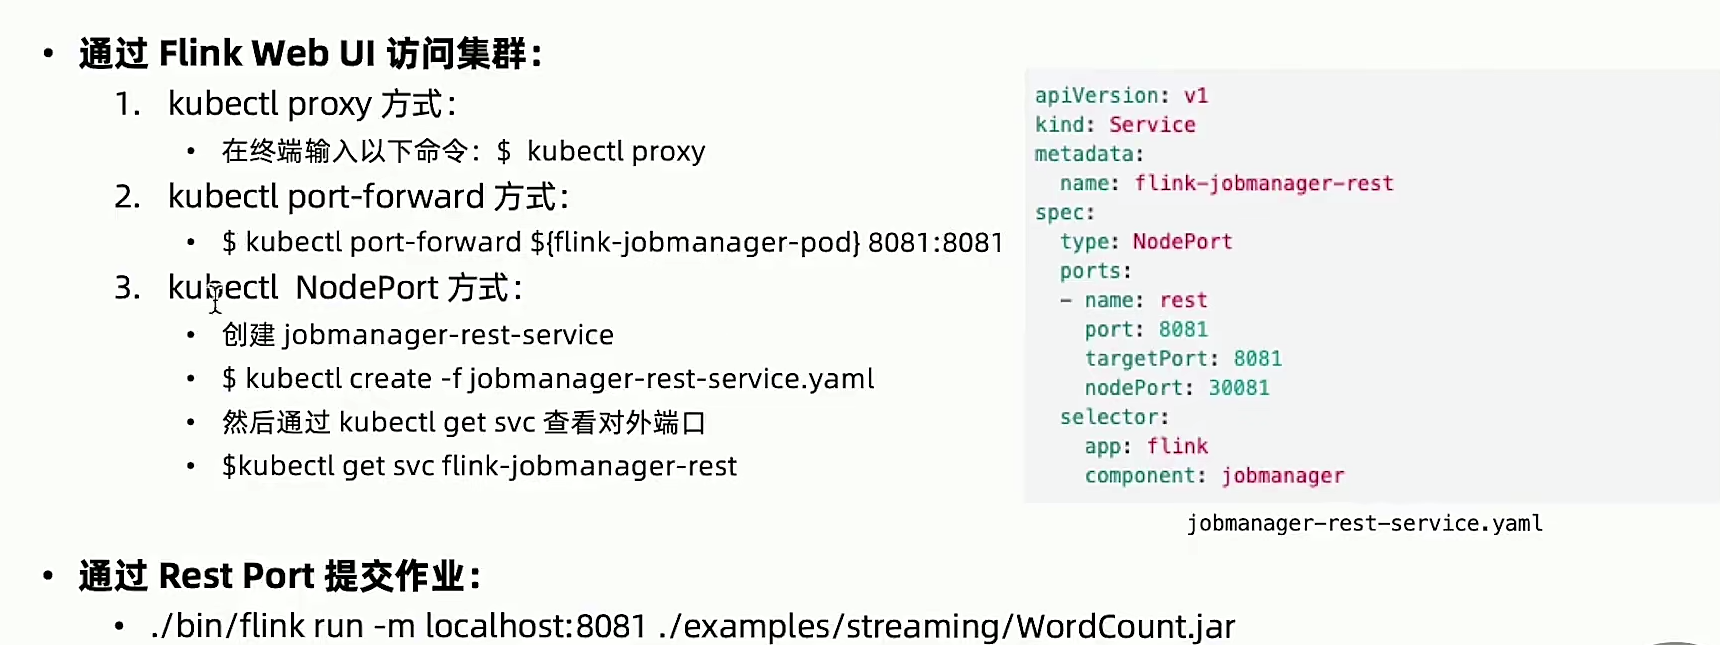 • 通过 Flink Web UI 访问集群：
1. kubectl proxy 方式：
• 在终端输入以下命令：$ kubectl proxy
2. kubectl port-forward 方式：
• $ kubectl port-forward ${flink-jobmanager-pod} 8081:8081
3. kubectl NodePort 方式：
• 创建 jobmanager-rest-service
• $ kubectl create -f jobmanager-rest-service.yaml
• 然后通过 kubectl get svc 查看对外端口
• $kubectl get svc flink-jobmanager-rest
apiVersion: v1
kind: Service
metadata:
  name: flink-jobmanager-rest
spec:
  type: NodePort
  ports:
  - name: rest
    port: 8081
    targetPort: 8081
    nodePort: 30081
  selector:
    app: flink
    component: jobmanager
jobmanager-rest-service.yaml
• 通过 Rest Port 提交作业：
• ./bin/flink run -m localhost:8081 ./examples/streaming/WordCount.jar